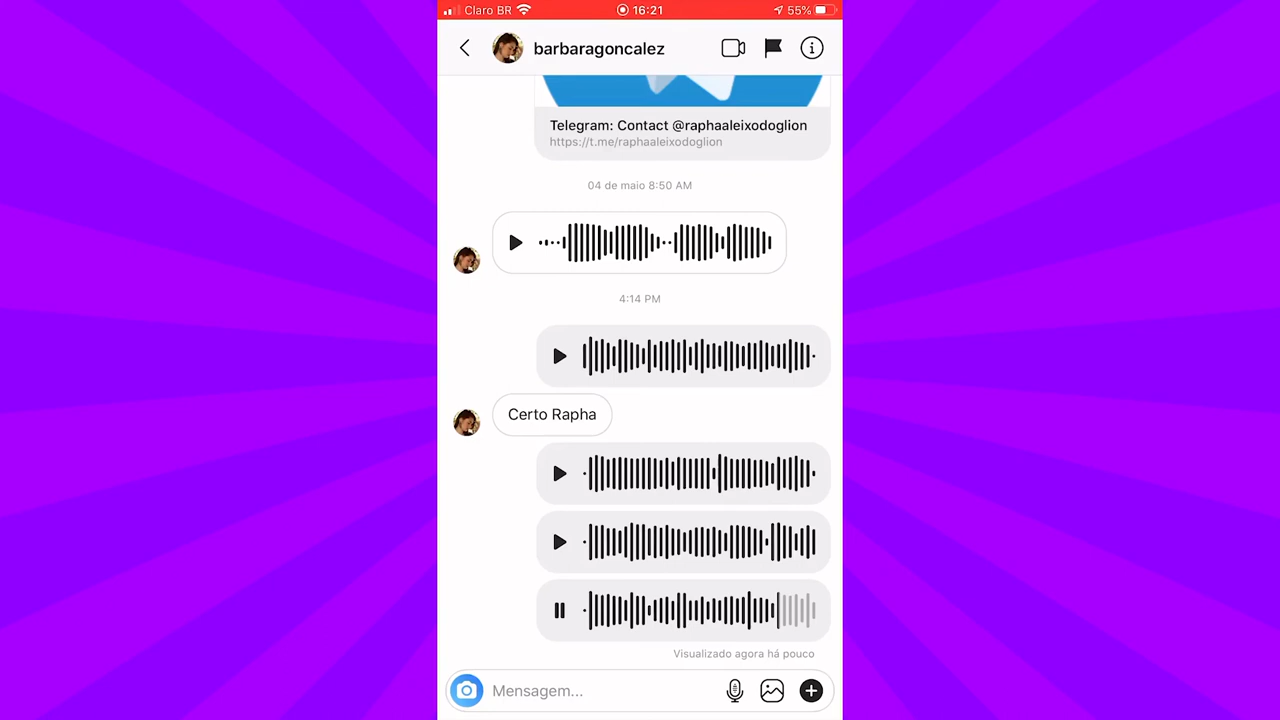 Claro BR
16:21
55%
barbaragoncalez
Telegram: Contact @raphaaleixodoglion
https://t.me/raphaaleixodoglion
04 de maio 8:50 AM
4:14 PM
Certo Rapha
Visualizado agora há pouco
Mensagem...